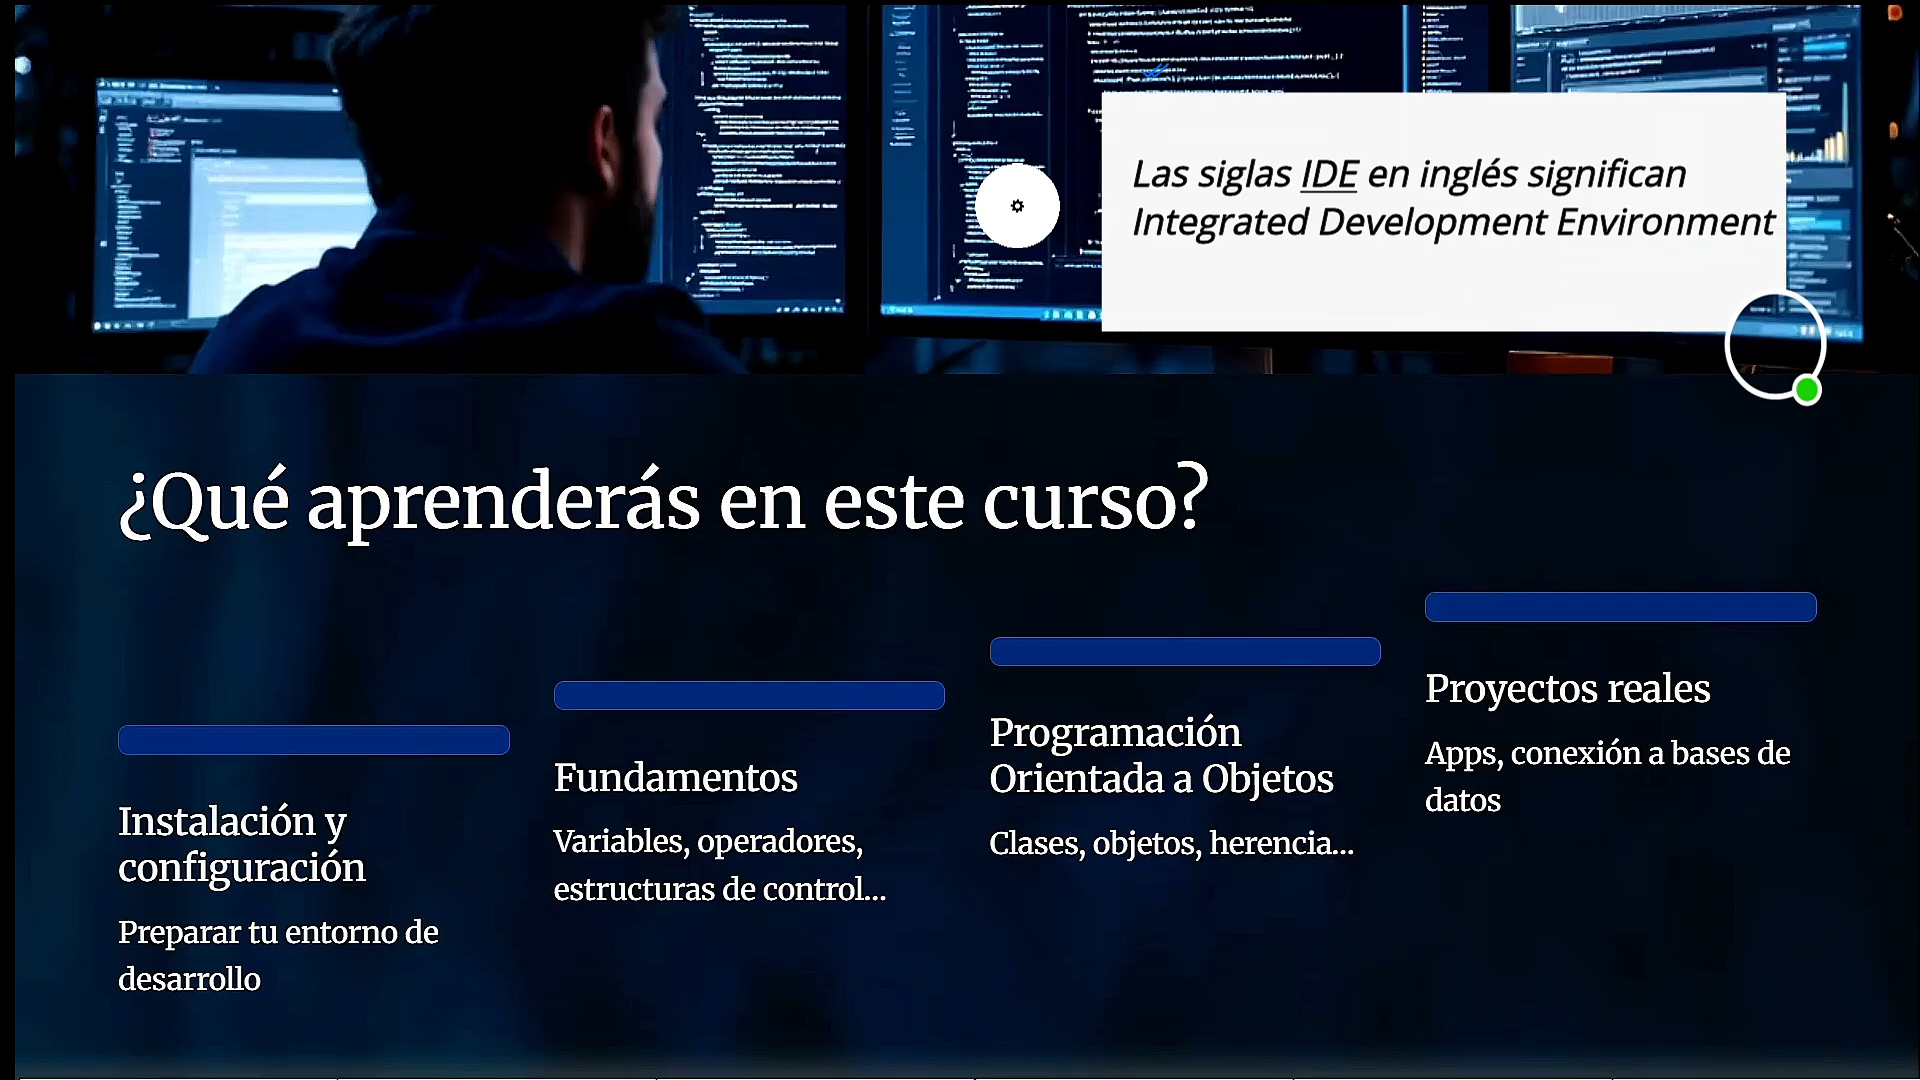 Las siglas IDE en inglés significan
Integrated Development Environment
¿Qué aprenderás en este curso?
Instalación y
configuración
Preparar tu entorno de
desarrollo
Fundamentos
Variables, operadores,
estructuras de control...
Programación
Orientada a Objetos
Clases, objetos, herencia...
Proyectos reales
Apps, conexión a bases de
datos